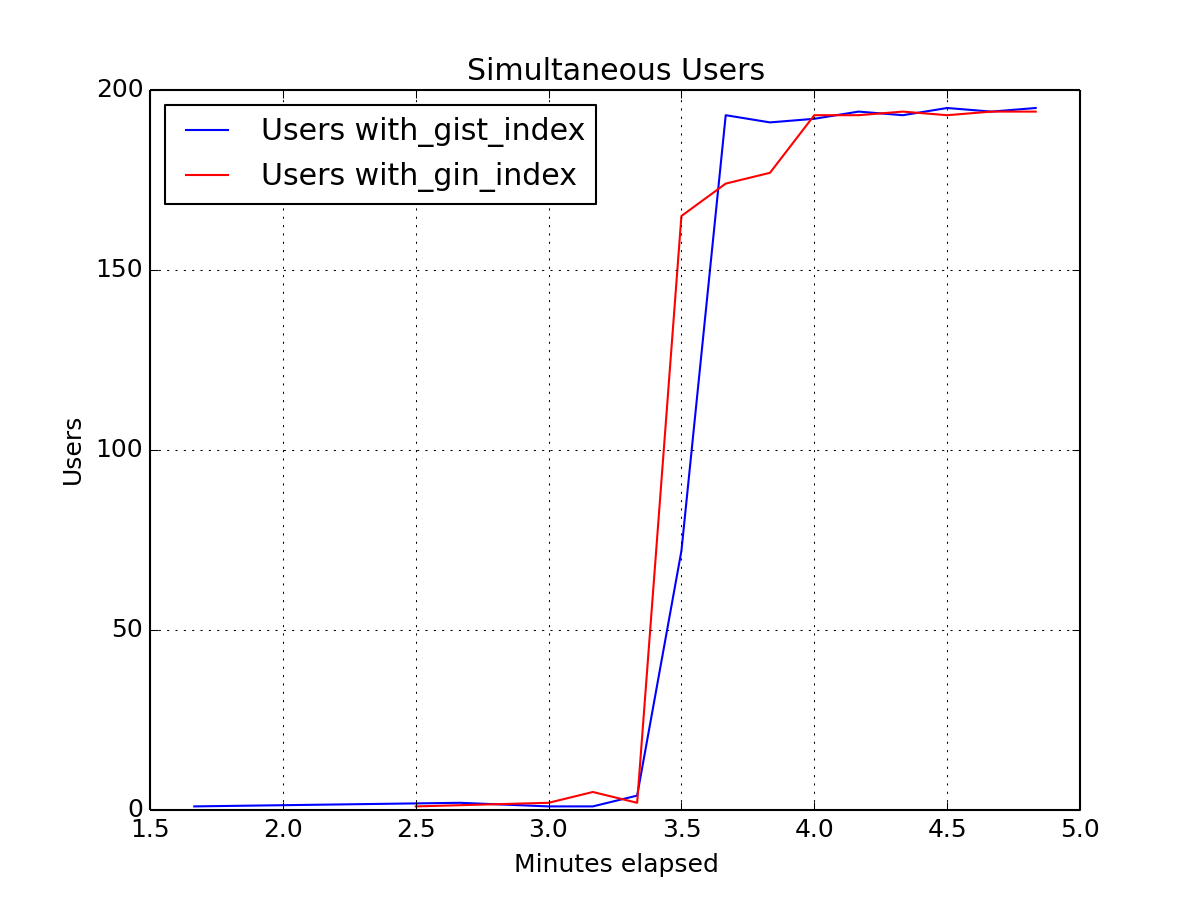 Simultaneous Users
Users with_gist_index
Users with_gin_index
200
150
100
50
0
Users
1.5 2.0 2.5 3.0 3.5 4.0 4.5 5.0
Minutes elapsed